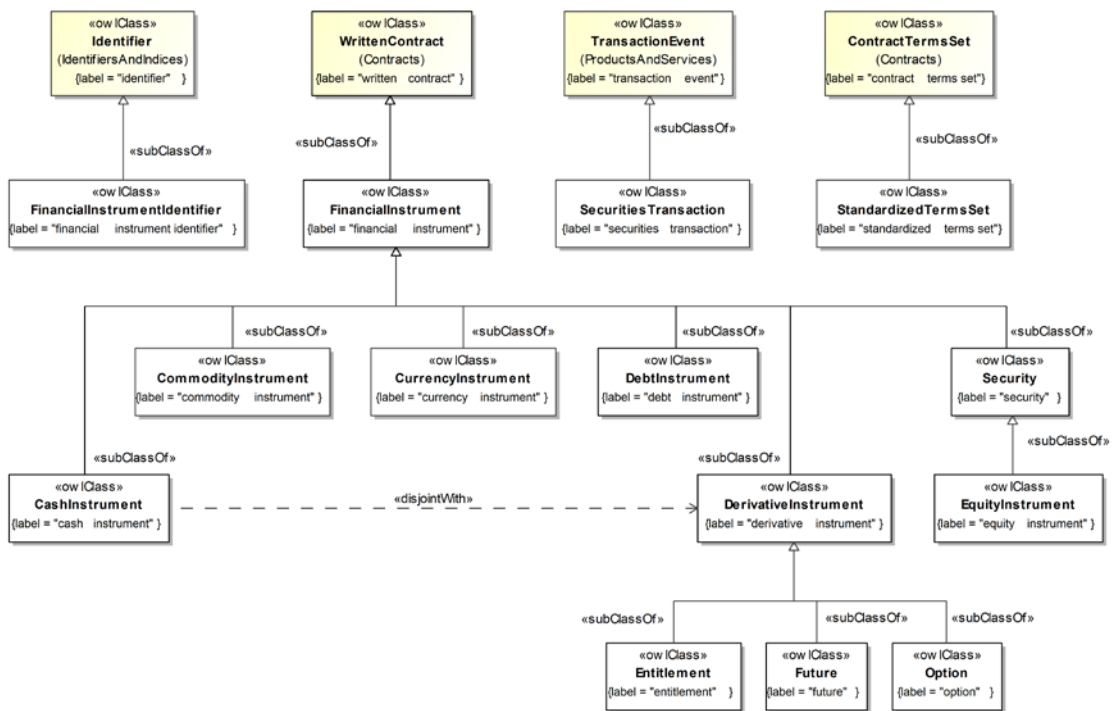 «owlClass»
Identifier
(IdentifiersAndIndices)
{label = "identifier" }
«owlClass»
WrittenContract
(Contracts)
{label = "written contract"}
«owlClass»
TransactionEvent
(ProductsAndServices)
{label = "transaction event"}
«owlClass»
ContractTermsSet
(Contracts)
{label = "contract terms set"}
«subClassOf»
«subClassOf»
«subClassOf»
«subClassOf»
«owlClass»
FinancialInstrumentIdentifier
{label = "financial instrument identifier" }
«owlClass»
FinancialInstrument
{label = "financial instrument"}
«owlClass»
SecuritiesTransaction
{label = "securities transaction" }
«owlClass»
StandardizedTermsSet
{label = "standardized terms set"}
«subClassOf»
«subClassOf»
«subClassOf»
«subClassOf»
«owlClass»
CommodityInstrument
{label = "commodity instrument" }
«owlClass»
CurrencyInstrument
{label = "currency instrument" }
«owlClass»
DebtInstrument
{label = "debt instrument" }
«owlClass»
Security
{label = "security" }
«subClassOf»
«subClassOf»
«subClassOf»
«owlClass»
CashInstrument
{label = "cash instrument" }
«disjointWith»
«owlClass»
DerivativeInstrument
{label = "derivative instrument" }
«owlClass»
EquityInstrument
{label = "equity instrument" }
«subClassOf»
«subClassOf»
«subClassOf»
«owlClass»
Entitlement
{label = "entitlement" }
«owlClass»
Future
{label = "future" }
«owlClass»
Option
{label = "option" }